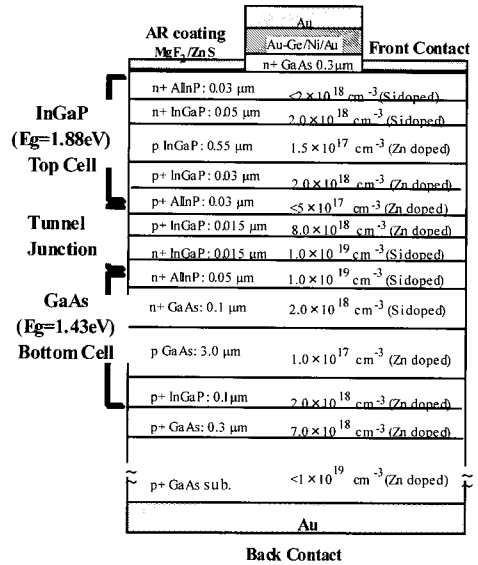 Au
AR coating
MgF2/ZnS
Au-Ge/Ni/Au
Front Contact
n+ GaAs 0.3µm
n+ AlInP: 0.03 µm <2×10^18 cm^-3 (Si doped)
n+ InGaP: 0.05 µm 2.0×10^18 cm^-3 (Si doped)
InGaP
(Eg=1.88eV)
Top Cell
p InGaP: 0.55 µm 1.5×10^17 cm^-3 (Zn doped)
p+ InGaP: 0.03 µm 2.0×10^18 cm^-3 (Zn doped)
p+ AlInP: 0.03 µm <5×10^17 cm^-3 (Zn doped)
Tunnel
Junction
p+ InGaP: 0.015 µm 8.0×10^18 cm^-3 (Zn doped)
n+ InGaP: 0.015 µm 1.0×10^19 cm^-3 (Si doped)
n+ AlInP: 0.05 µm 1.0×10^19 cm^-3 (Si doped)
GaAs
(Eg=1.43eV)
Bottom Cell
n+ GaAs: 0.1 µm 2.0×10^18 cm^-3 (Si doped)
p GaAs: 3.0 µm 1.0×10^17 cm^-3 (Zn doped)
p+ InGaP: 0.1µm 2.0×10^18 cm^-3 (Zn doped)
p+ GaAs: 0.3 µm 7.0×10^18 cm^-3 (Zn doped)
p+ GaAs sub. <1×10^19 cm^-3 (Zn doped)
Au
Back Contact